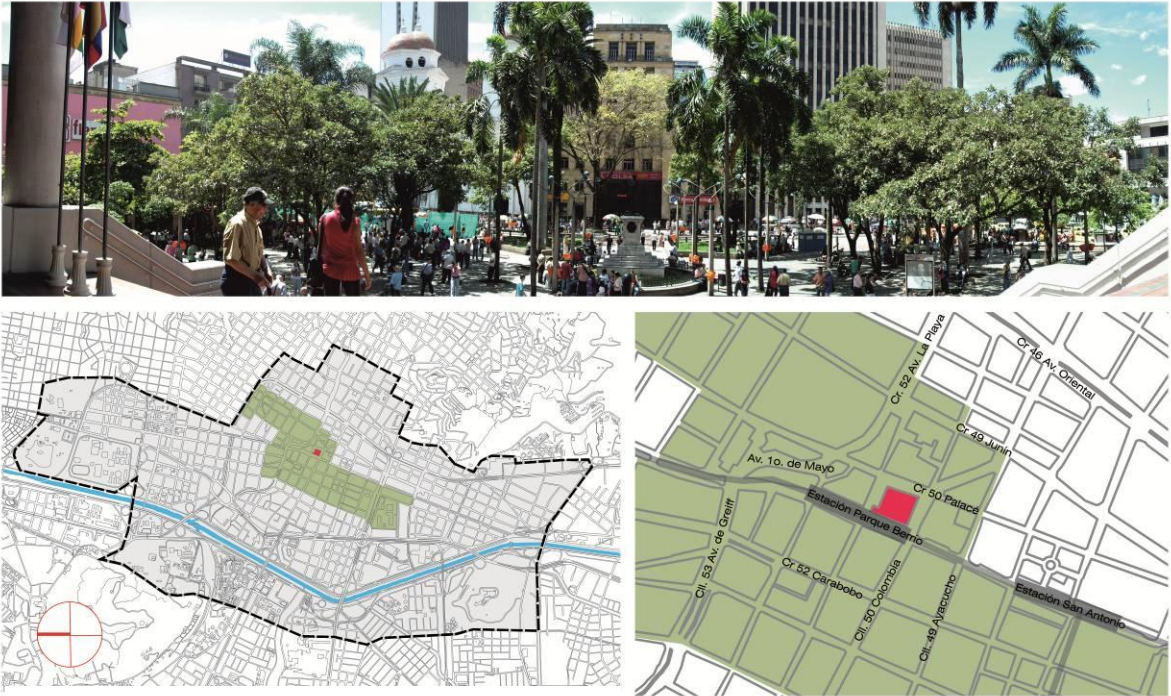 Cr. 52 Av. La Playa
Cr 46 Av. Oriental
Cr 49 Junín
Av. 1o. de Mayo
Cr 50 Palacé
Estación Parque Berrio
Cll. 53 Av. de Greiff
Cr 52 Carabobo
Cll. 50 Colombia
Cll. 49 Ayacucho
Estación San Antonio